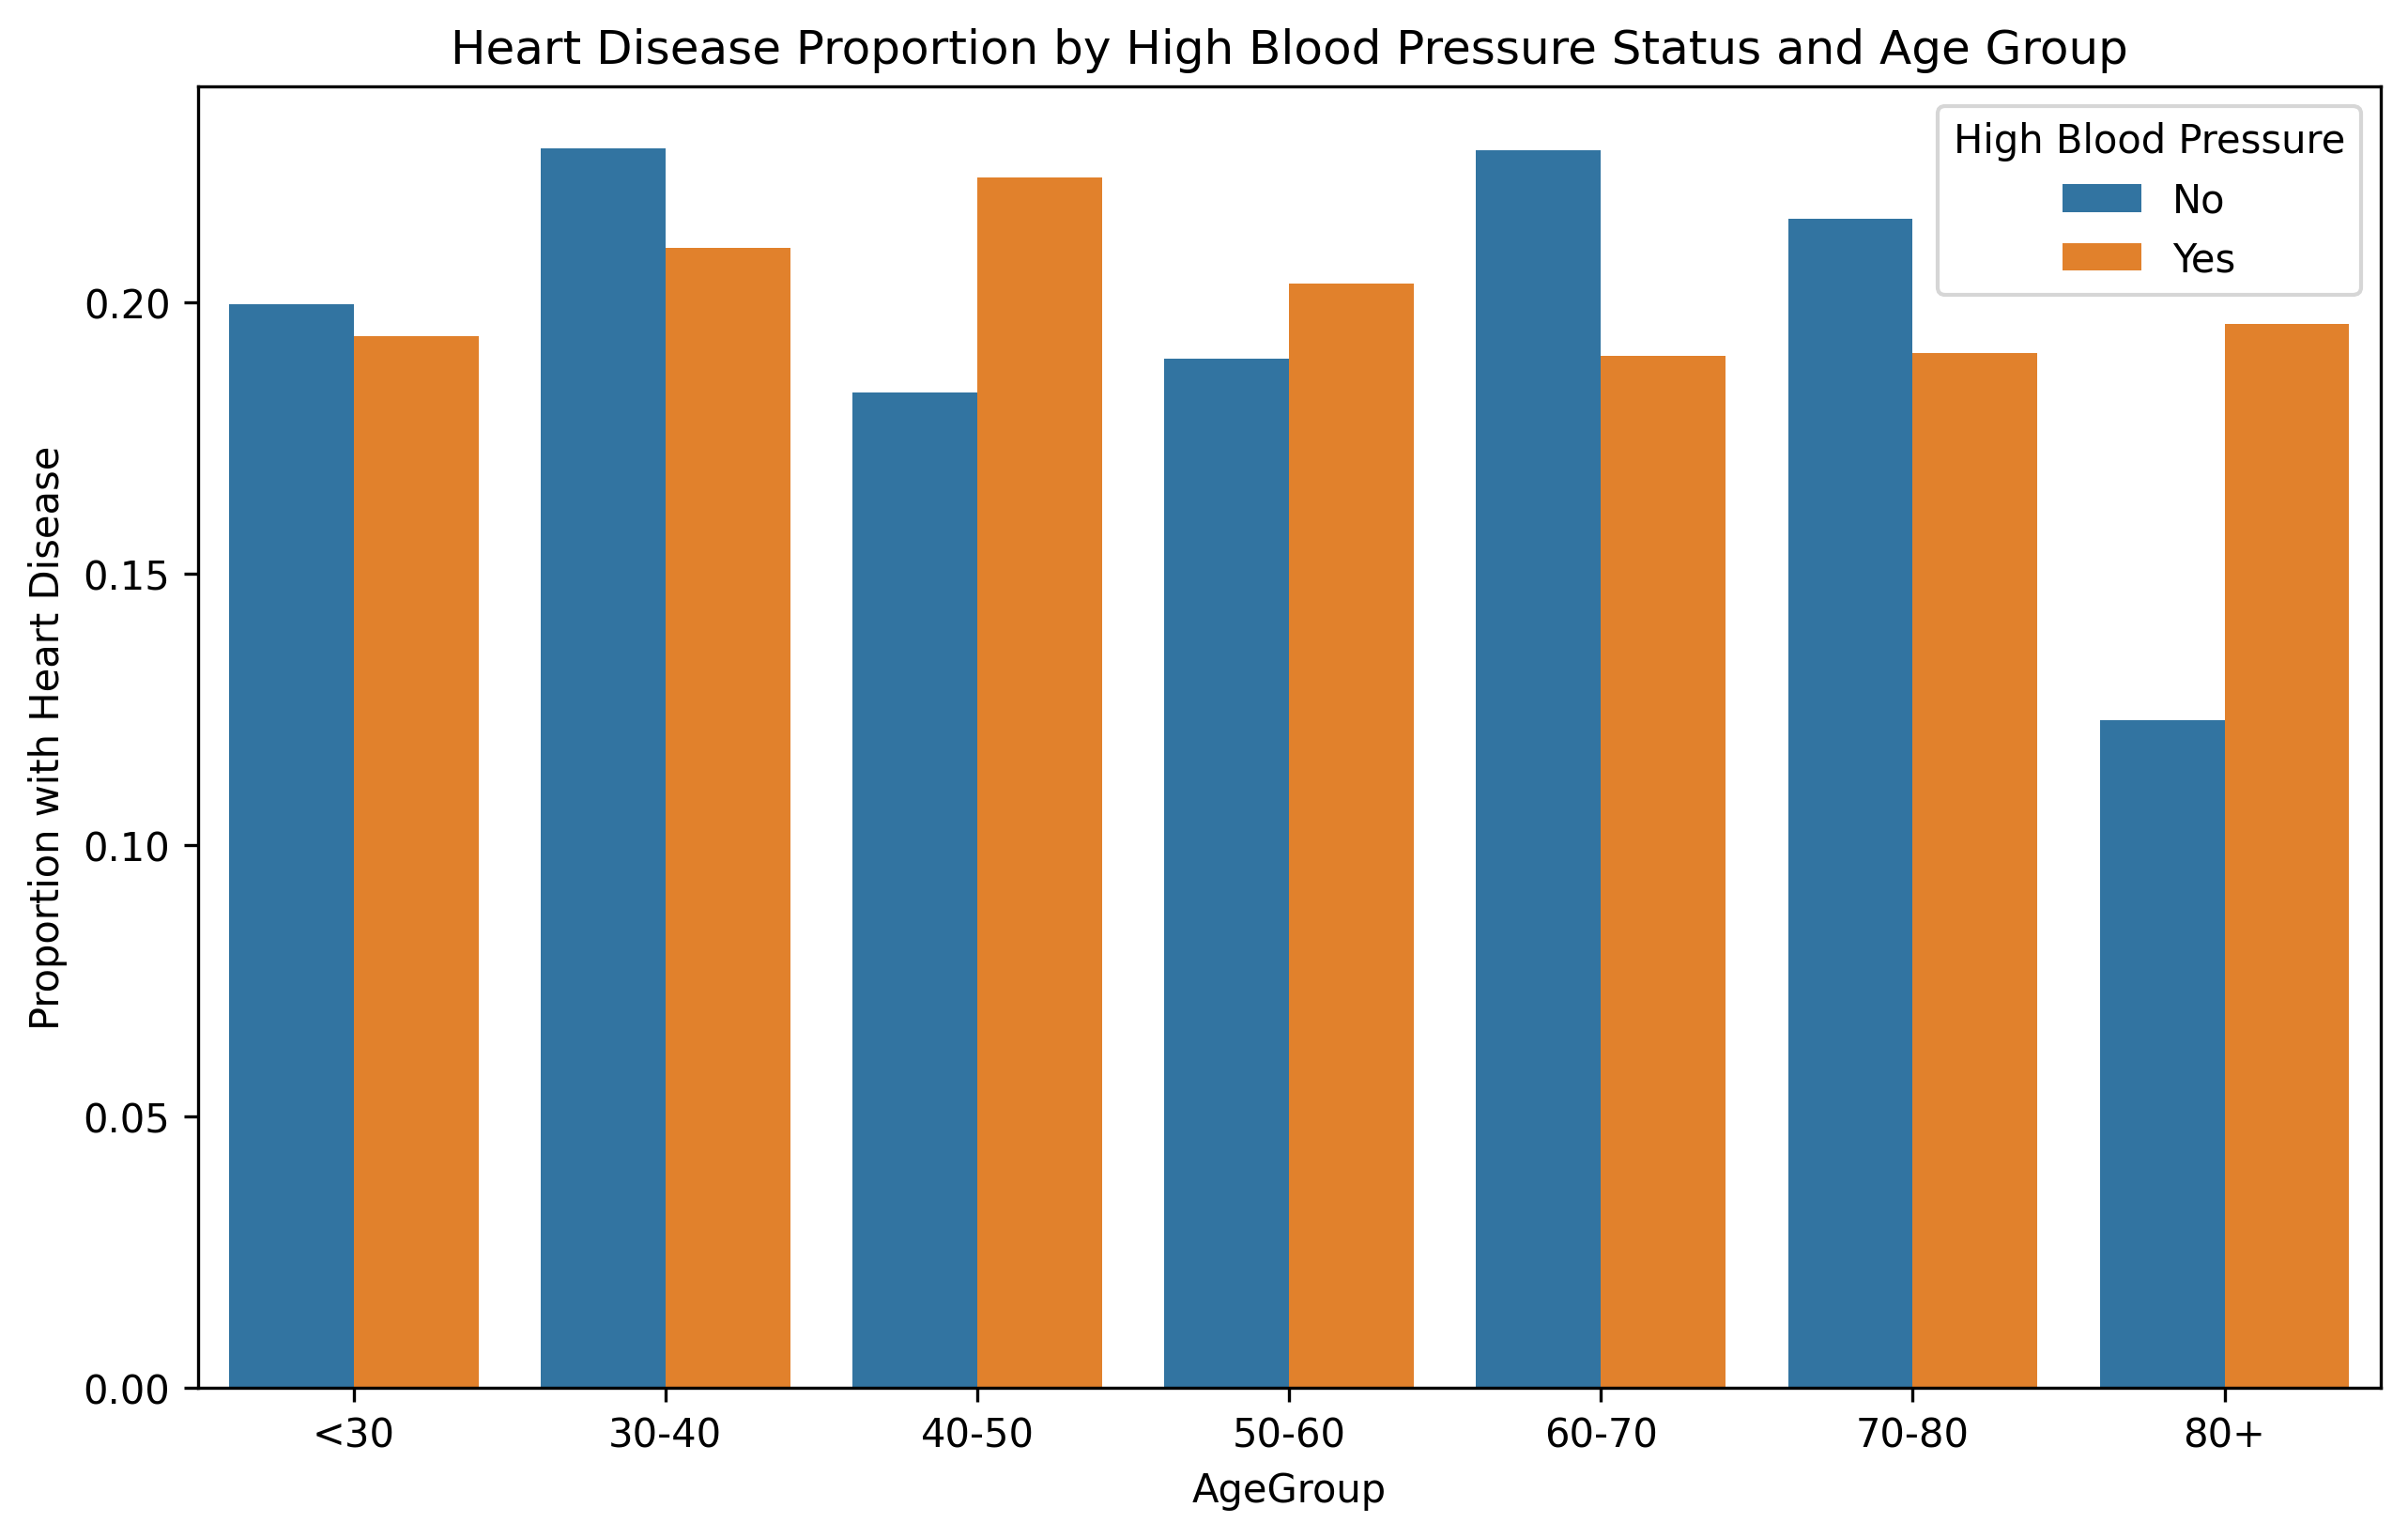 Heart Disease Proportion by High Blood Pressure Status and Age Group
High Blood Pressure
No
Yes
Proportion with Heart Disease
0.20
0.15
0.10
0.05
0.00
<30 30-40 40-50 50-60 60-70 70-80 80+
AgeGroup